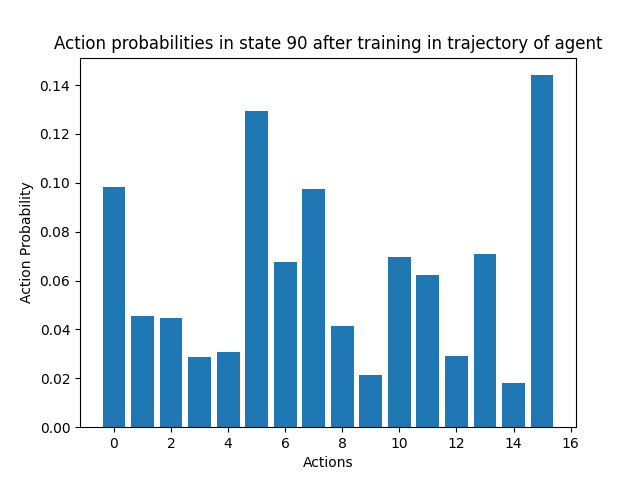 Action probabilities in state 90 after training in trajectory of agent
0.14
0.12
0.10
0.08
0.06
0.04
0.02
0.00
Action Probability
0 2 4 6 8 10 12 14 16
Actions